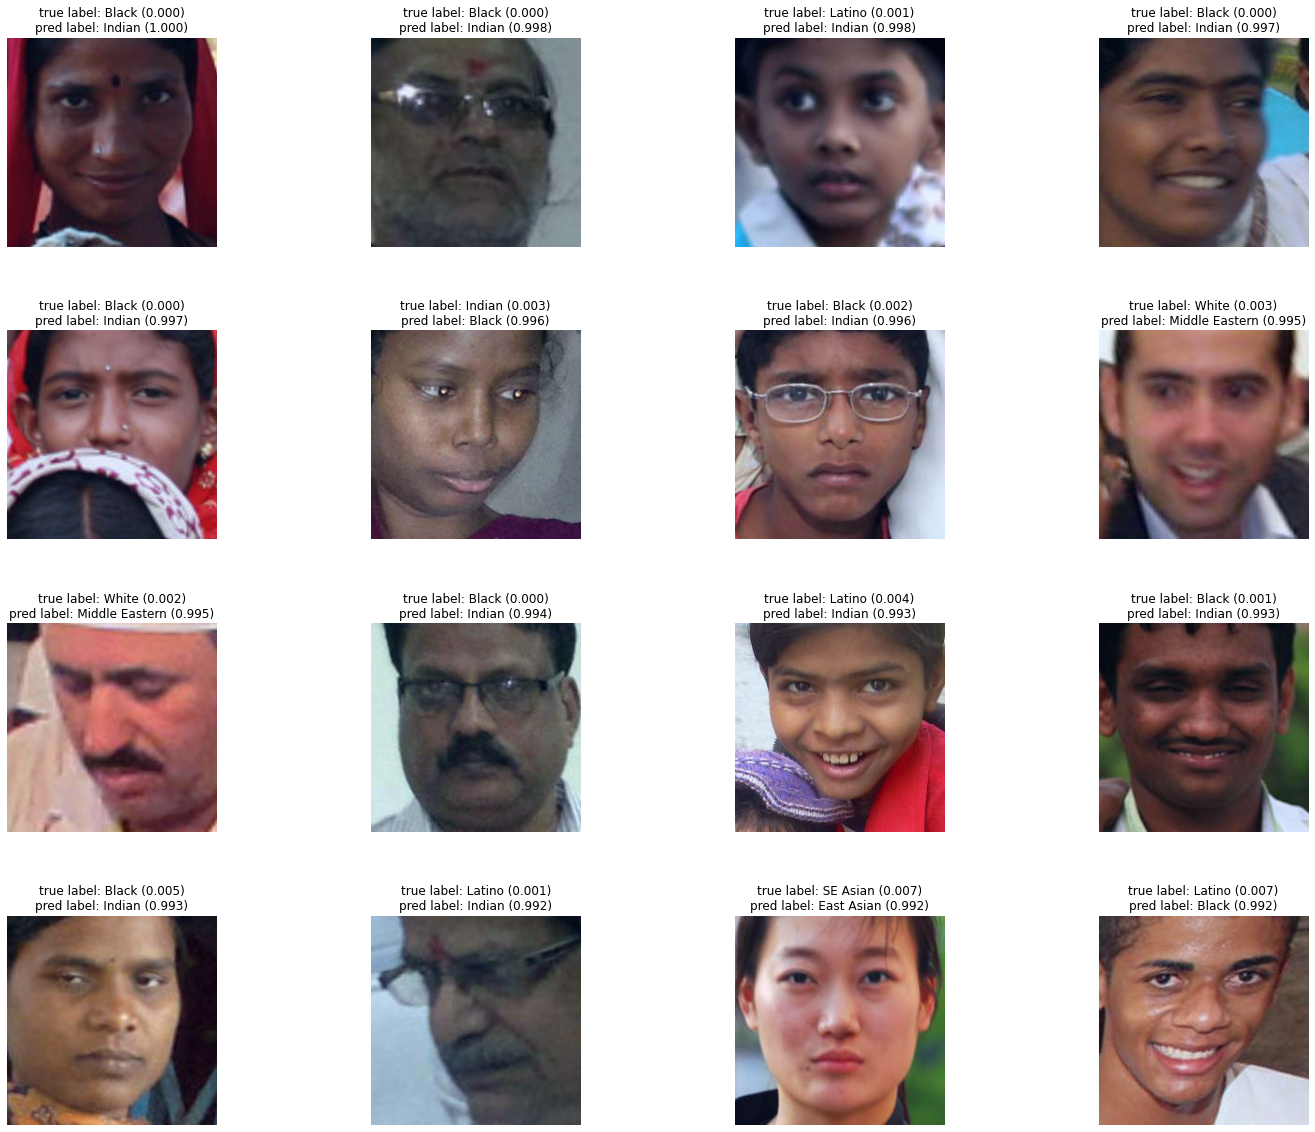 true label: Black (0.000)
pred label: Indian (1.000)
true label: Black (0.000)
pred label: Indian (0.998)
true label: Latino (0.001)
pred label: Indian (0.998)
true label: Black (0.000)
pred label: Indian (0.997)
true label: Black (0.000)
pred label: Indian (0.997)
true label: Indian (0.003)
pred label: Black (0.996)
true label: Black (0.002)
pred label: Indian (0.996)
true label: White (0.003)
pred label: Middle Eastern (0.995)
true label: White (0.002)
pred label: Middle Eastern (0.995)
true label: Black (0.000)
pred label: Indian (0.994)
true label: Latino (0.004)
pred label: Indian (0.993)
true label: Black (0.001)
pred label: Indian (0.993)
true label: Black (0.005)
pred label: Indian (0.993)
true label: Latino (0.001)
pred label: Indian (0.992)
true label: SE Asian (0.007)
pred label: East Asian (0.992)
true label: Latino (0.007)
pred label: Black (0.992)